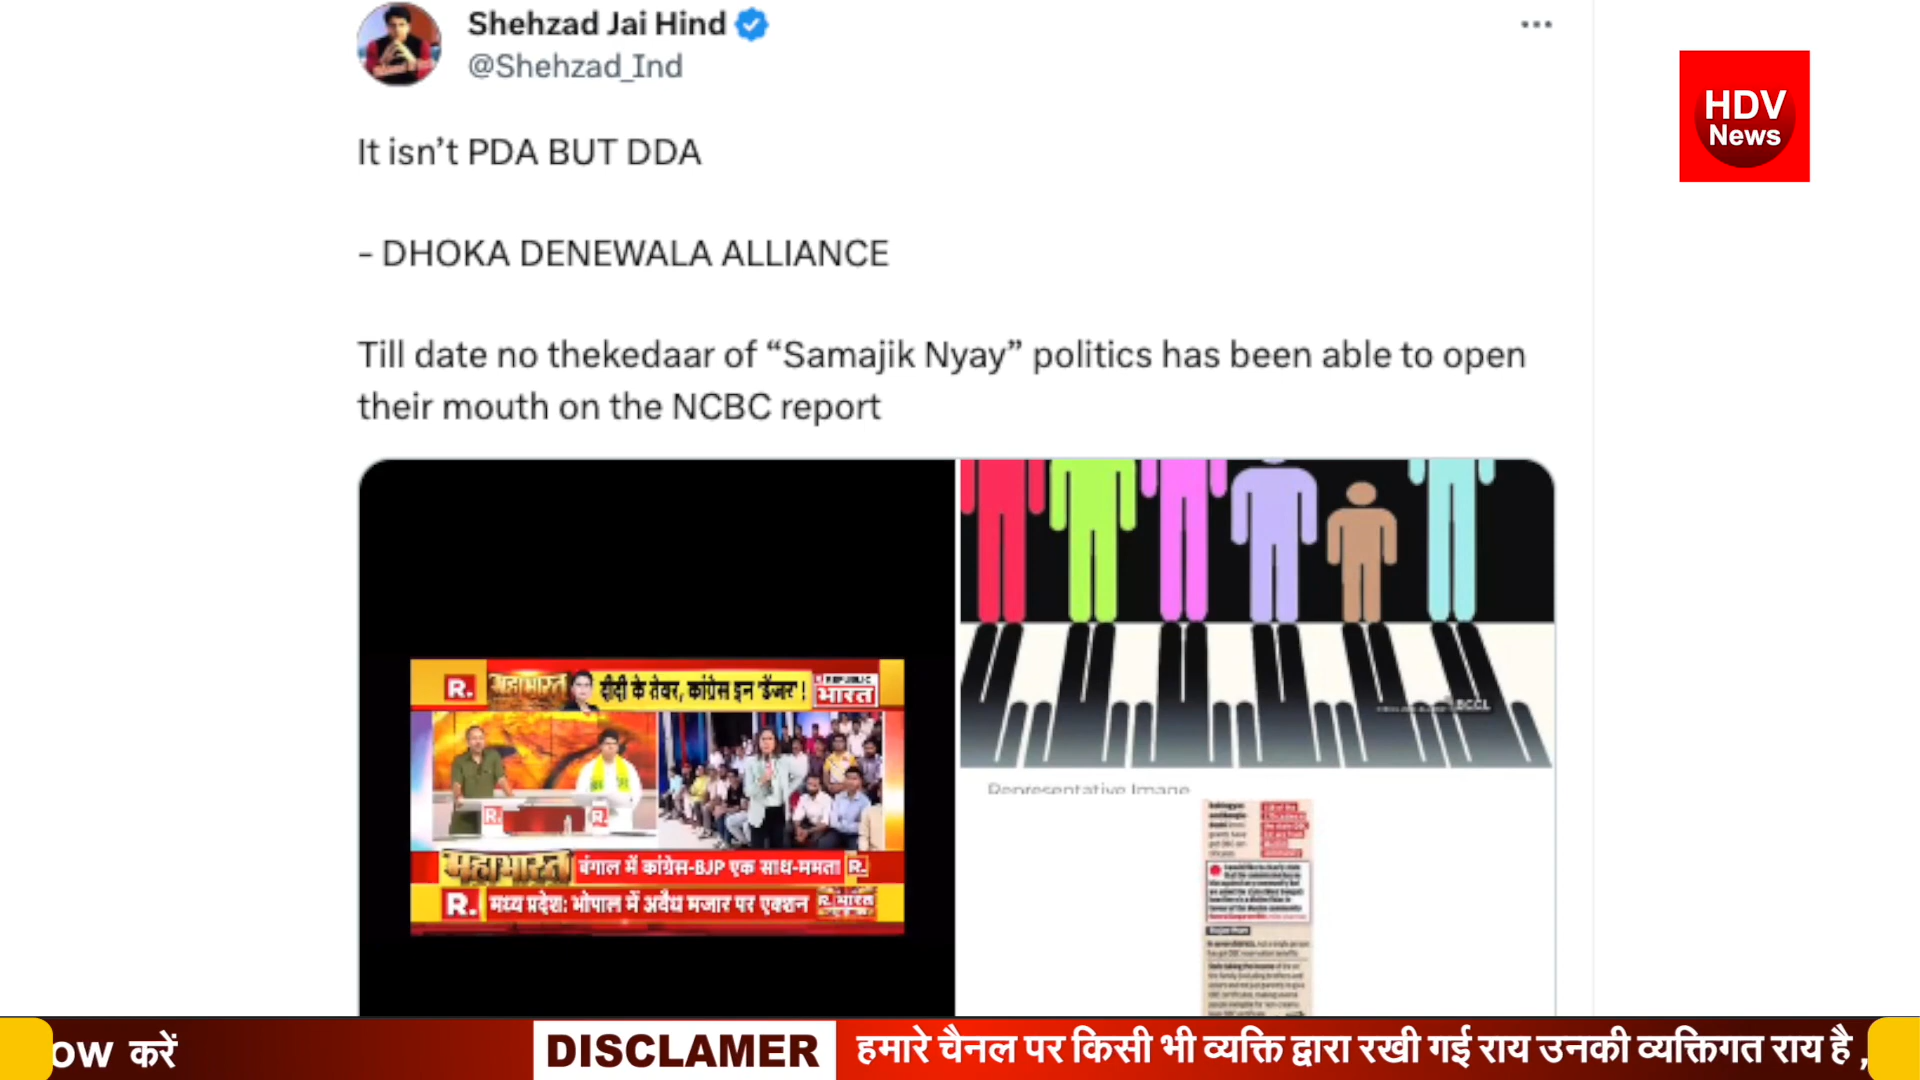 Shehzad Jai Hind
@Shehzad_Ind
HDV
News
It isn’t PDA BUT DDA
- DHOKA DENEWALA ALLIANCE
Till date no thekedaar of “Samajik Nyay” politics has been able to open
their mouth on the NCBC report
R. महाभारत दीदी के तेवर, कांग्रेस इन 'डेंजर'! REPUBLIC भारत
R.
R.
महाभारत बंगाल में कांग्रेस-BJP एक साथ-ममता R.
R. मध्य प्रदेश: भोपाल में अवैध मजार पर एक्शन R. भारत
BCCL
Representative Image
ow करें
DISCLAMER
हमारे चैनल पर किसी भी व्यक्ति द्वारा रखी गई राय उनकी व्यक्तिगत राय है ,